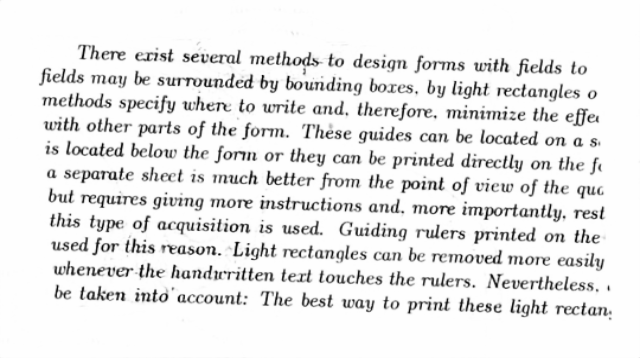 There exist several methods to design forms with fields to
fields may be surrounded by bounding boxes, by light rectangles o
methods specify where to write and, therefore, minimize the effec
with other parts of the form. These guides can be located on a s
is located below the form or they can be printed directly on the fo
a separate sheet is much better from the point of view of the qua
but requires giving more instructions and, more importantly, rest
this type of acquisition is used. Guiding rulers printed on the
used for this reason. Light rectangles can be removed more easily
whenever the handwritten text touches the rulers. Nevertheless,
be taken into account: The best way to print these light rectan